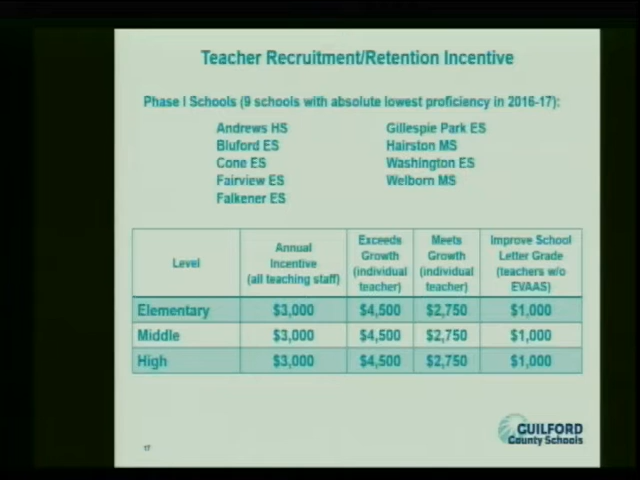 Teacher Recruitment/Retention Incentive
Phase I Schools (9 schools with absolute lowest proficiency in 2016-17):
Andrews HS
Bluford ES
Cone ES
Fairview ES
Falkener ES
Gillespie Park ES
Hairston MS
Washington ES
Welborn MS
Level
Annual
Incentive
(all teaching staff)
Exceeds
Growth
(individual
teacher)
Meets
Growth
(individual
teacher)
Improve School
Letter Grade
(teachers w/o
EVAAS)
Elementary $3,000 $4,500 $2,750 $1,000
Middle $3,000 $4,500 $2,750 $1,000
High $3,000 $4,500 $2,750 $1,000
17
GUILFORD
County Schools